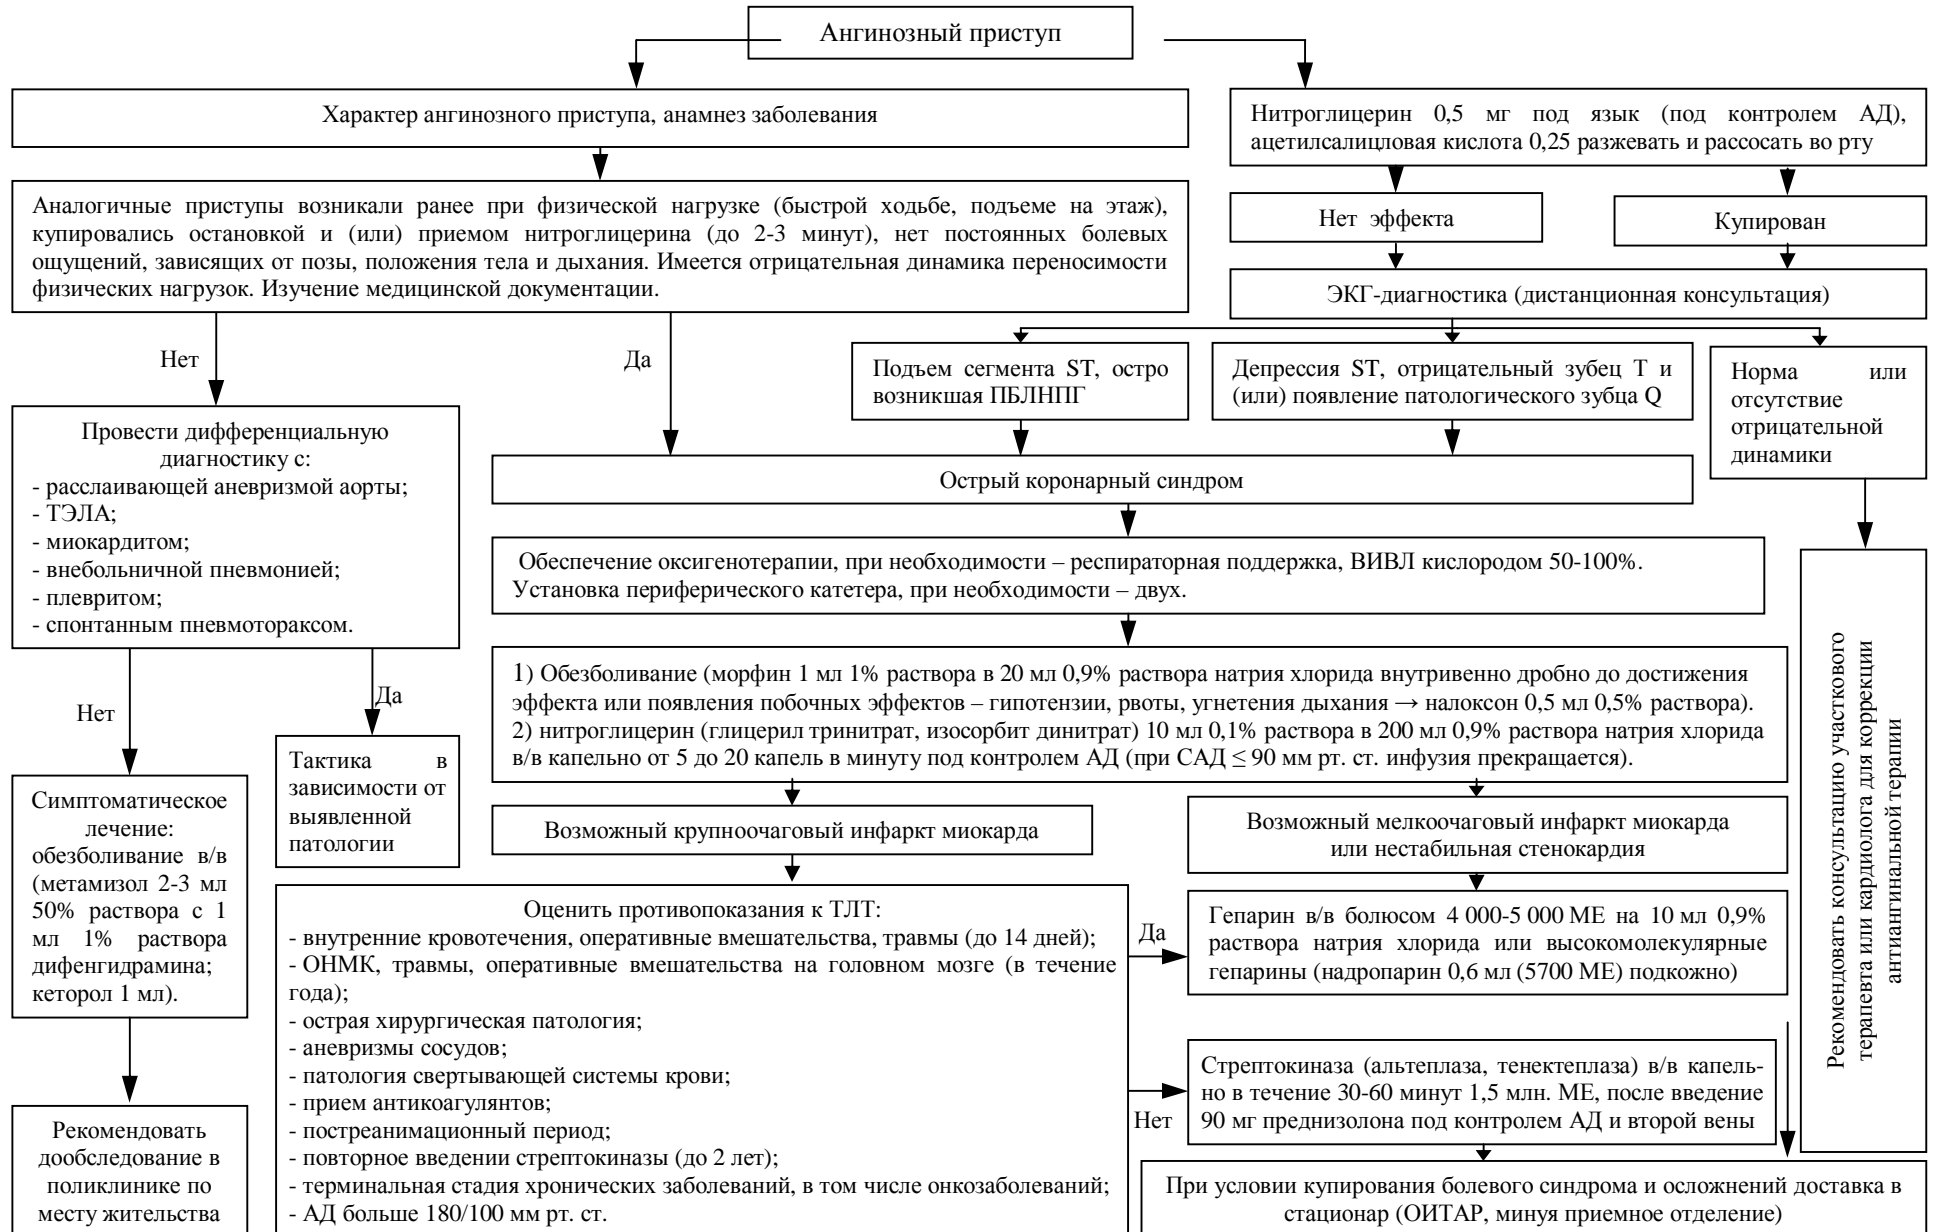 Ангинозный приступ
Характер ангинозного приступа, анамнез заболевания
Нитроглицерин 0,5 мг под язык (под контролем АД),
ацетилсалицловая кислота 0,25 разжевать и рассосать во рту
Аналогичные приступы возникали ранее при физической нагрузке (быстрой ходьбе, подъеме на этаж),
купировались остановкой и (или) приемом нитроглицерина (до 2-3 минут), нет постоянных болевых
ощущений, зависящих от позы, положения тела и дыхания. Имеется отрицательная динамика переносимости
физических нагрузок. Изучение медицинской документации.
Нет эффекта
Купирован
ЭКГ-диагностика (дистанционная консультация)
Нет
Да
Подъем сегмента ST, остро
возникшая ПБЛНПГ
Депрессия ST, отрицательный зубец Т и
(или) появление патологического зубца Q
Норма или
отсутствие
отрицательной
динамики
Провести дифференциальную
диагностику с:
- расслаивающей аневризмой аорты;
- ТЭЛА;
- миокардитом;
- внебольничной пневмонией;
- плевритом;
- спонтанным пневмотораксом.
Острый коронарный синдром
Обеспечение оксигенотерапии, при необходимости – респираторная поддержка, ВИВЛ кислородом 50-100%.
Установка периферического катетера, при необходимости – двух.
1) Обезболивание (морфин 1 мл 1% раствора в 20 мл 0,9% раствора натрия хлорида внутривенно дробно до достижения
эффекта или появления побочных эффектов – гипотензии, рвоты, угнетения дыхания → налоксон 0,5 мл 0,5% раствора).
2) нитроглицерин (глицерил тринитрат, изосорбит динитрат) 10 мл 0,1% раствора в 200 мл 0,9% раствора натрия хлорида
в/в капельно от 5 до 20 капель в минуту под контролем АД (при САД ≤ 90 мм рт. ст. инфузия прекращается).
Нет
Да
Тактика в
зависимости от
выявленной
патологии
Симптоматическое
лечение:
обезболивание в/в
(метамизол 2-3 мл
50% раствора с 1
мл 1% раствора
дифенгидрамина;
кеторол 1 мл).
Рекомендовать
дообследование в
поликлинике по
месту жительства
Возможный крупноочаговый инфаркт миокарда
Возможный мелкоочаговый инфаркт миокарда
или нестабильная стенокардия
Оценить противопоказания к ТЛТ:
- внутренние кровотечения, оперативные вмешательства, травмы (до 14 дней);
- ОНМК, травмы, оперативные вмешательства на головном мозге (в течение
года);
- острая хирургическая патология;
- аневризмы сосудов;
- патология свертывающей системы крови;
- прием антикоагулянтов;
- постреанимационный период;
- повторное введении стрептокиназы (до 2 лет);
- терминальная стадия хронических заболеваний, в том числе онкозаболеваний;
- АД больше 180/100 мм рт. ст.
Да
Гепарин в/в болюсом 4 000-5 000 МЕ на 10 мл 0,9%
раствора натрия хлорида или высокомолекулярные
гепарины (надропарин 0,6 мл (5700 МЕ) подкожно)
Нет
Стрептокиназа (альтеплаза, тенектеплаза) в/в капель-
но в течение 30-60 минут 1,5 млн. МЕ, после введение
90 мг преднизолона под контролем АД и второй вены
При условии купирования болевого синдрома и осложнений доставка в
стационар (ОИТАР, минуя приемное отделение)
Рекомендовать консультацию участкового
терапевта или кардиолога для коррекции
антиангинальной терапии